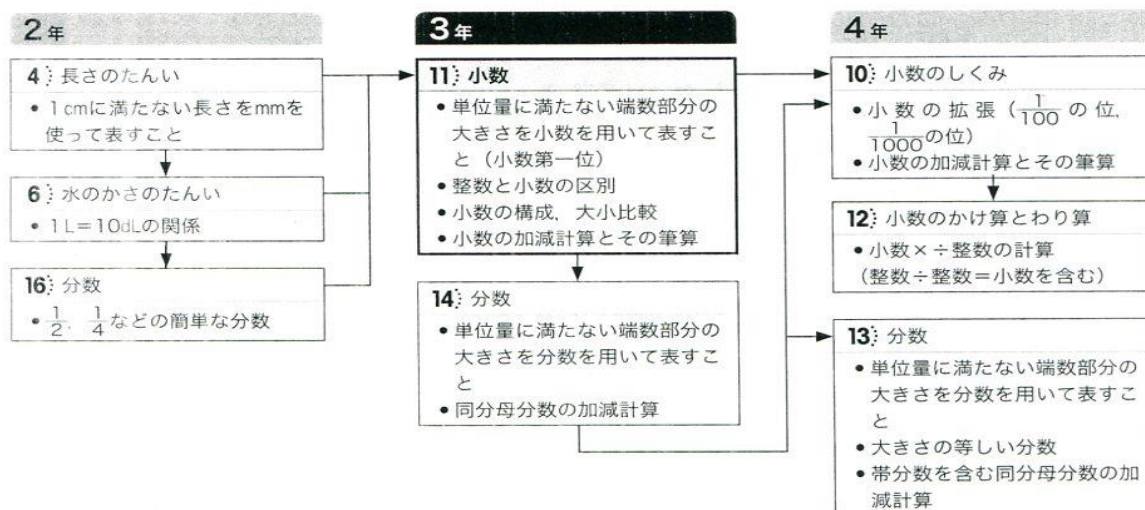 2年
4 長さのたんい
• 1cmに満たない長さをmmを
使って表すこと
6 水のかさのたんい
• 1L=10dLの関係
16 分数
• 1/2, 1/4などの簡単な分数
3年
11 小数
• 単位量に満たない端数部分の
大きさを小数を用いて表すこ
と（小数第一位）
• 整数と小数の区別
• 小数の構成，大小比較
• 小数の加減計算とその筆算
14 分数
• 単位量に満たない端数部分の
大きさを分数を用いて表すこ
と
• 同分母分数の加減計算
4年
10 小数のしくみ
• 小数の拡張（1/100の位，
1/1000の位）
• 小数の加減計算とその筆算
12 小数のかけ算とわり算
• 小数×÷整数の計算
（整数÷整数＝小数を含む）
13 分数
• 単位量に満たない端数部分の
大きさを分数を用いて表すこ
と
• 大きさの等しい分数
• 帯分数を含む同分母分数の加
減計算